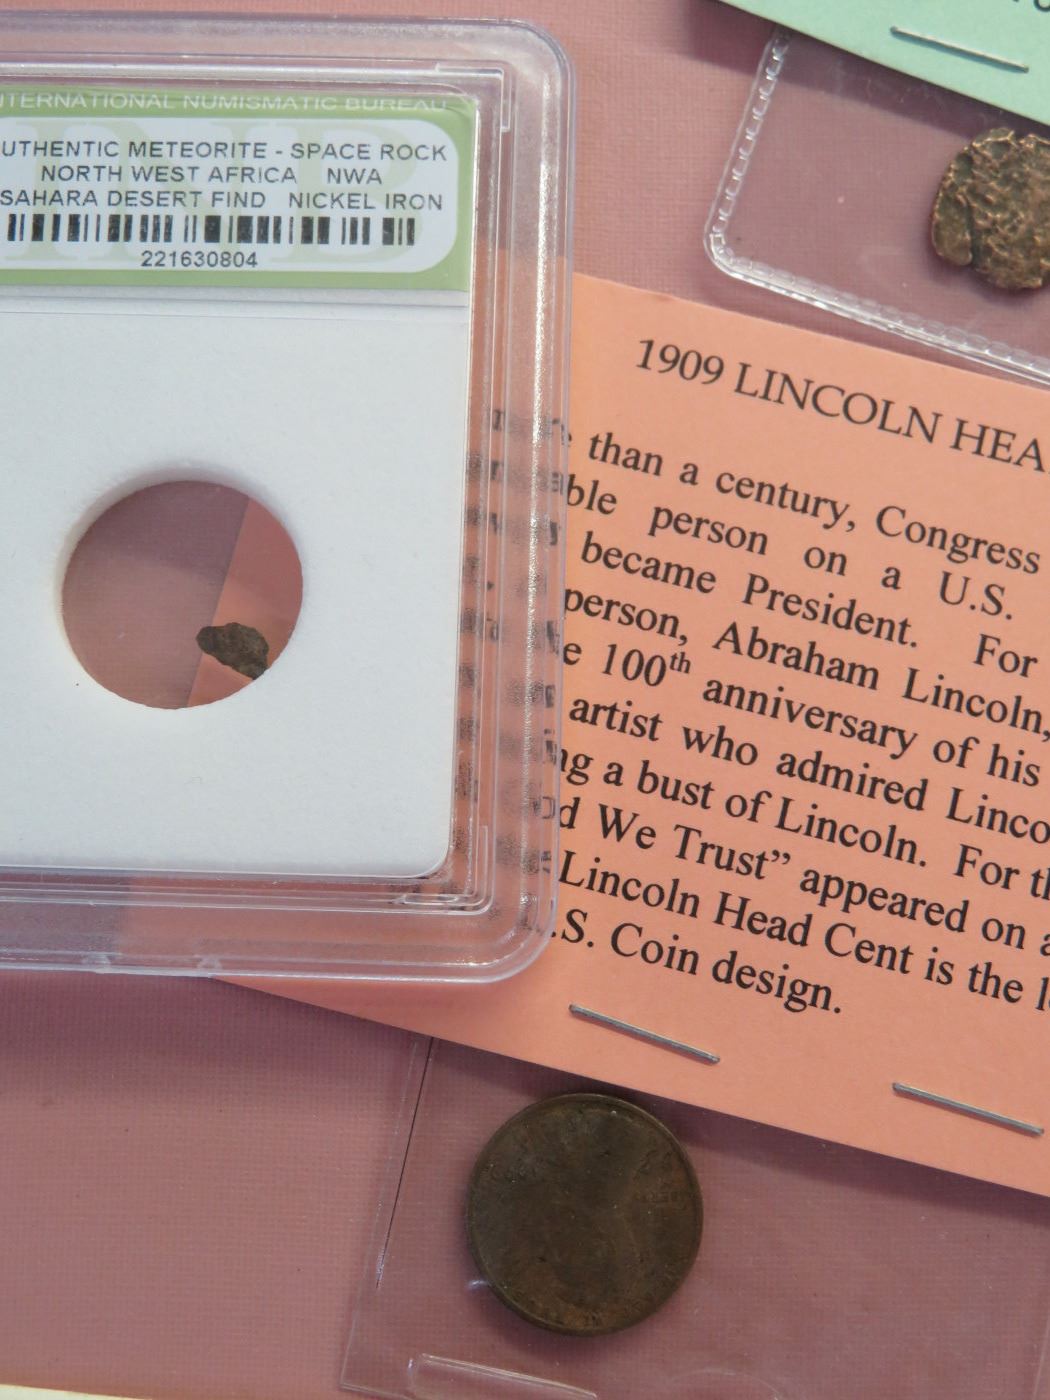 INTERNATIONAL NUMISMATIC BUREAU
UTHENTIC METEORITE - SPACE ROCK
NORTH WEST AFRICA NWA
SAHARA DESERT FIND NICKEL IRON
221630804
1909 LINCOLN HEA
than a century, Congress
ble person on a U.S.
became President. For
person, Abraham Lincoln,
e 100th anniversary of his
artist who admired Linco
ng a bust of Lincoln. For th
d We Trust" appeared on a
Lincoln Head Cent is the l
.S. Coin design.